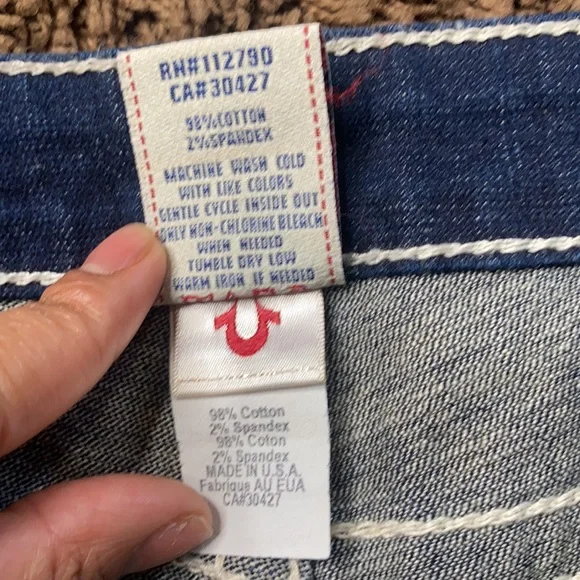 RN#112790
CA#30427
98%COTTON
2%SPANDEX
MACHINE WASH COLD
WITH LIKE COLORS
GENTLE CYCLE INSIDE OUT
ONLY NON-CHLORINE BLEACH
WHEN NEEDED
TUMBLE DRY LOW
WARM IRON IF NEEDED
98% Cotton
2% Spandex
98% Coton
2% Spandex
MADE IN U.S.A.
Fabrique AU EUA
CA#30427